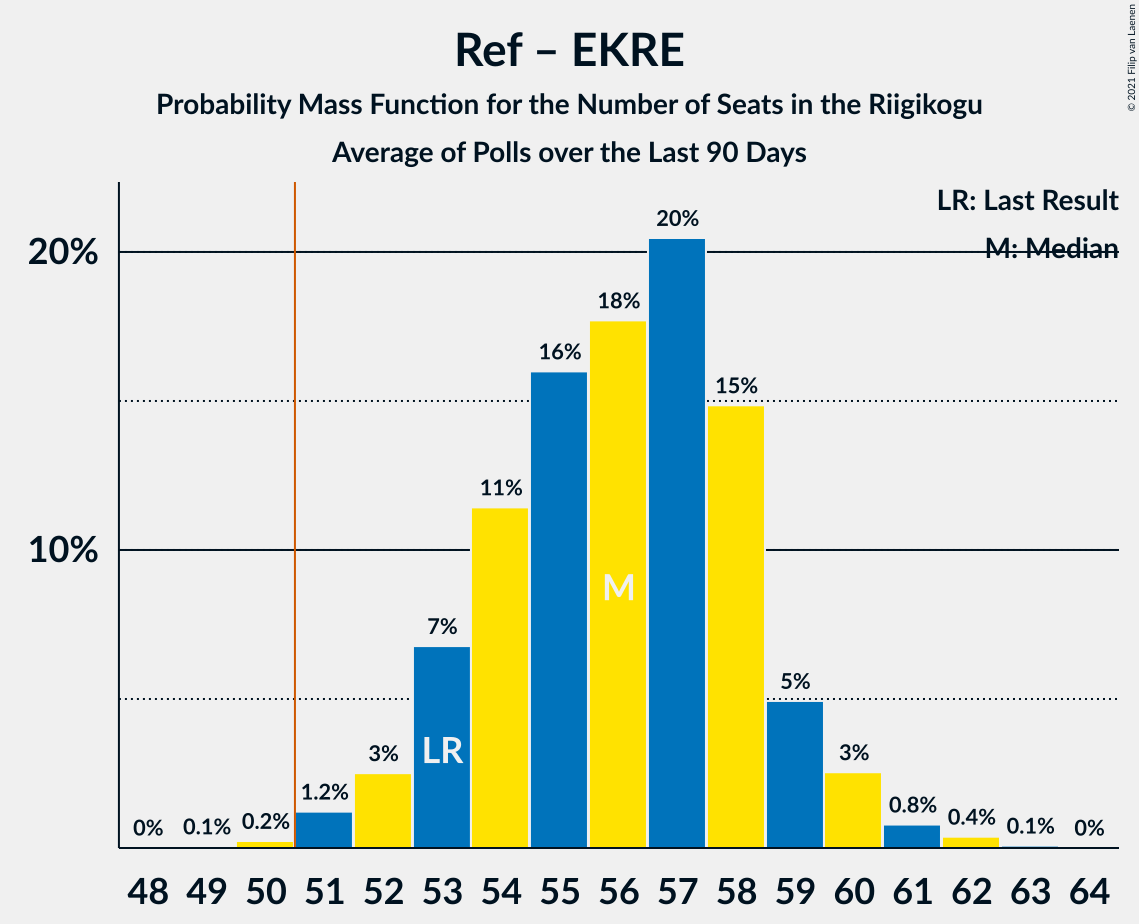 Ref – EKRE
Probability Mass Function for the Number of Seats in the Riigikogu
Average of Polls over the Last 90 Days
© 2021 Filip van Laenen
LR: Last Result
M: Median
20%
10%
0%
0.1%
0.2%
1.2%
3%
7%
11%
16%
18%
20%
15%
5%
3%
0.8%
0.4%
0.1%
0%
LR
M
48 49 50 51 52 53 54 55 56 57 58 59 60 61 62 63 64